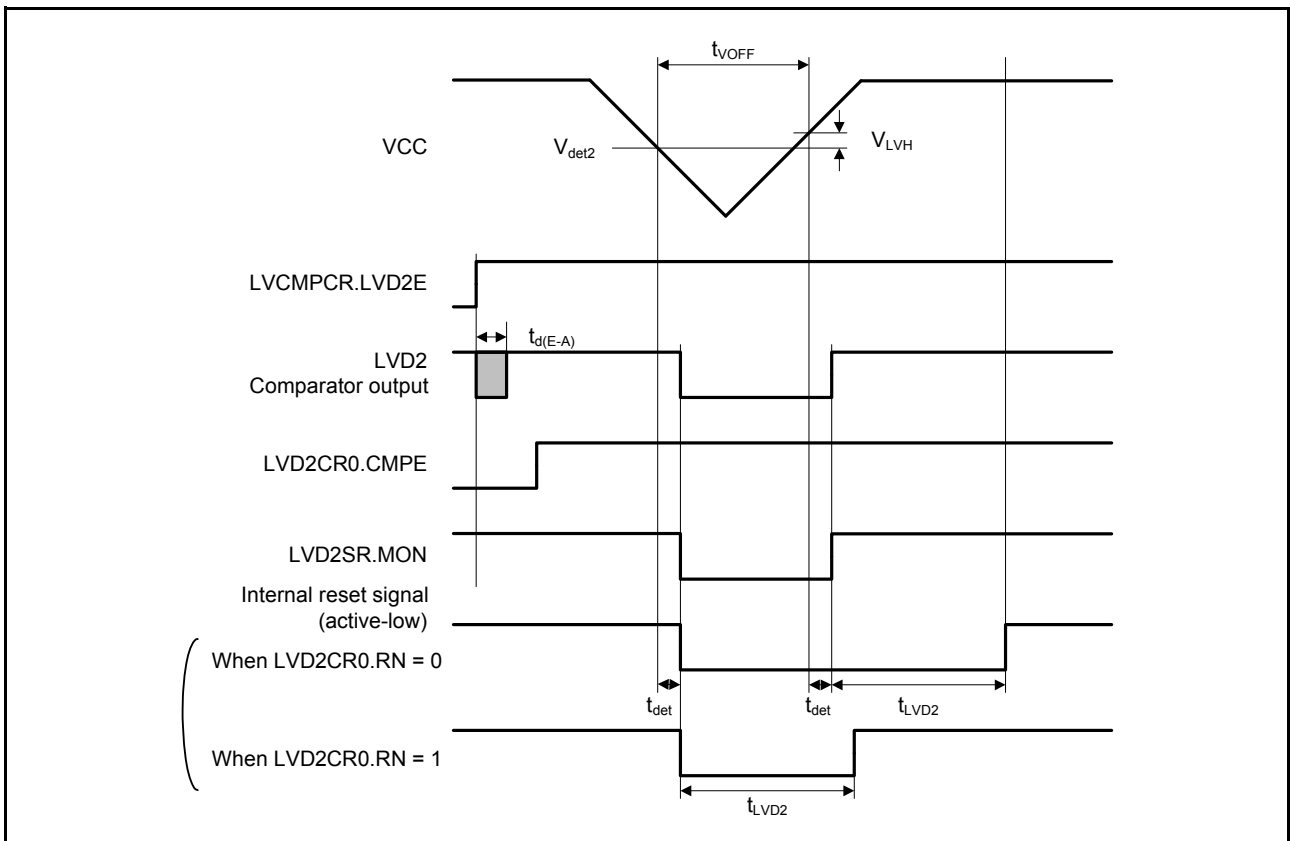 tVOFF
VCC
Vdet2
VLVH
LVCMPCR.LVD2E
td(E-A)
LVD2
Comparator output
LVD2CR0.CMPE
LVD2SR.MON
Internal reset signal
(active-low)
When LVD2CR0.RN = 0
tdet
tdet
tLVD2
When LVD2CR0.RN = 1
tLVD2